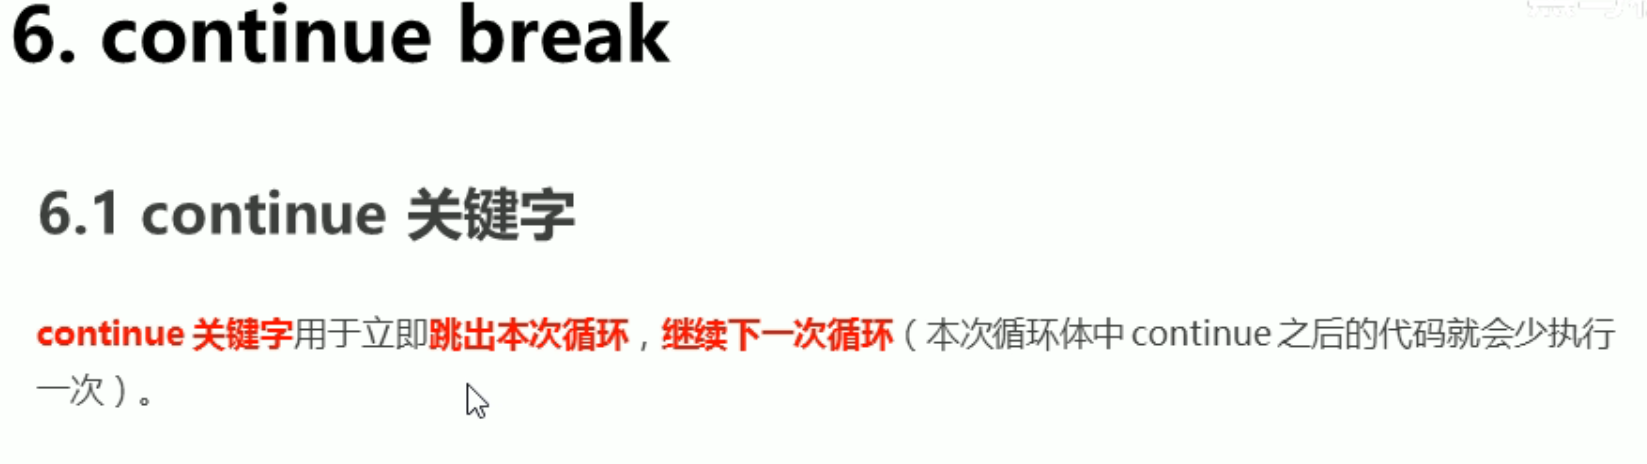 6. continue break
6.1 continue 关键字
continue 关键字用于立即跳出本次循环，继续下一次循环（本次循环体中 continue 之后的代码就会少执行
一次）。